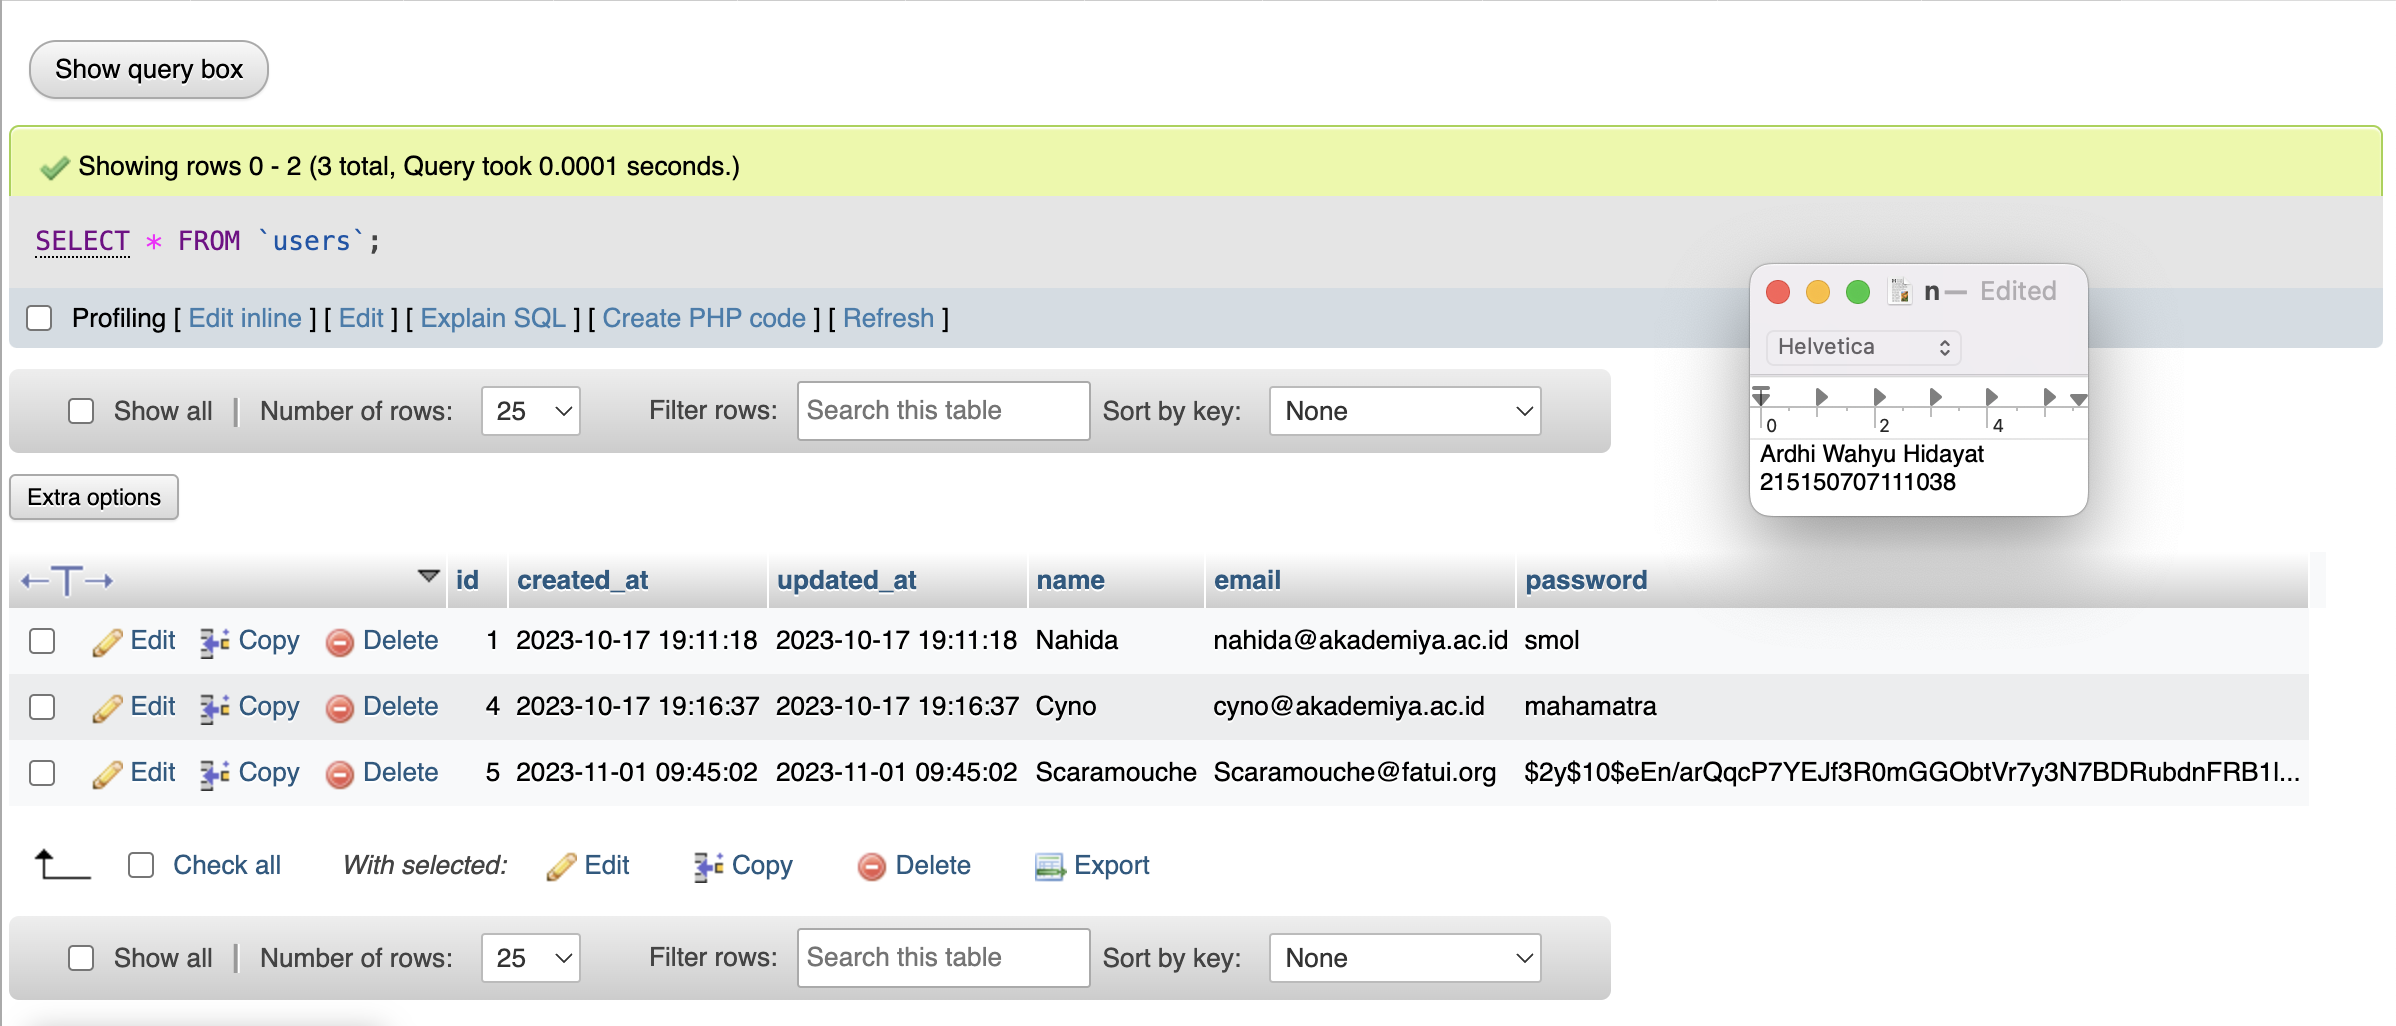 Show query box
Showing rows 0 - 2 (3 total, Query took 0.0001 seconds.)
SELECT * FROM `users`;
Profiling [ Edit inline ] [ Edit ] [ Explain SQL ] [ Create PHP code ] [ Refresh ]
n — Edited
Helvetica
0 2 4
Ardhi Wahyu Hidayat
215150707111038
Show all | Number of rows: 25 Filter rows: Search this table Sort by key: None
Extra options
←T→ id created_at updated_at name email password
Edit Copy Delete 1 2023-10-17 19:11:18 2023-10-17 19:11:18 Nahida nahida@akademiya.ac.id smol
Edit Copy Delete 4 2023-10-17 19:16:37 2023-10-17 19:16:37 Cyno cyno@akademiya.ac.id mahamatra
Edit Copy Delete 5 2023-11-01 09:45:02 2023-11-01 09:45:02 Scaramouche Scaramouche@fatui.org $2y$10$eEn/arQqcP7YEJf3R0mGGObtVr7y3N7BDRubdnFRB1l...
Check all With selected: Edit Copy Delete Export
Show all | Number of rows: 25 Filter rows: Search this table Sort by key: None